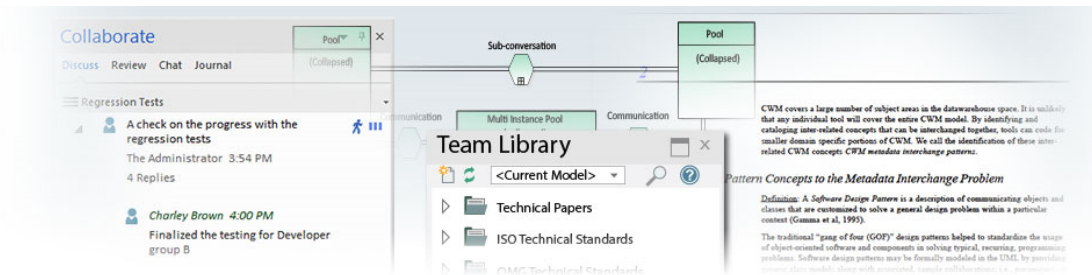 Collaborate
Discuss Review Chat Journal
Regression Tests
A check on the progress with the
regression tests
The Administrator 3:54 PM
4 Replies
Charley Brown 4:00 PM
Finalized the testing for Developer
group B
Pool
(Collapsed)
Sub-conversation
Pool
(Collapsed)
2
Multi Instance Pool
Communication
Team Library
<Current Model>
Technical Papers
ISO Technical Standards
OMG Technical Standards
CWM covers a large number of subject areas in the datawarehouse space. It is unlikely
that any individual tool will cover the entire CWM model. By identifying and
cataloging inter-related concepts that can be interchanged together, tools can code for
smaller domain specific portions of CWM. We call the identification of these inter-
related CWM concepts CWM metadata interchange patterns.
Pattern Concepts to the Metadata Interchange Problem
Definition: A Software Design Pattern is a description of communicating objects and
classes that are customized to solve a general design problem within a particular
context (Gamma et al, 1995).
The traditional "gang of four (GOF)" design patterns helped to standardize the usage
of object-oriented software and components in solving typical, recurring, programming
problems. Software design patterns may be formally modeled in the UML by providing